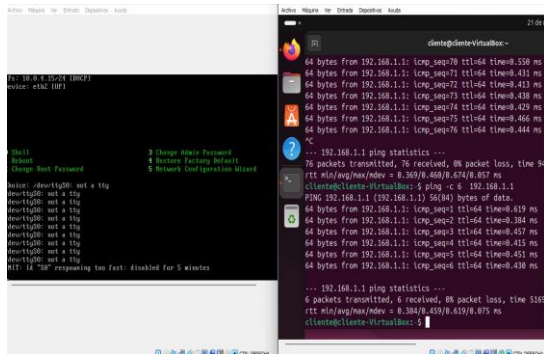 Archivo Máquina Ver Entrada Dispositivos Ayuda
10.0.4.15/24 [DHCP]
evice: eth2 [UP]
Shell
3 Change Admin Password
Reboot
4 Restore Factory Default
Change Root Password
5 Network Configuration Wizard
hoice: /dev/ttyS0: not a tty
dev/ttyS0: not a tty
dev/ttyS0: not a tty
dev/ttyS0: not a tty
dev/ttyS0: not a tty
dev/ttyS0: not a tty
dev/ttyS0: not a tty
dev/ttyS0: not a tty
dev/ttyS0: not a tty
NIT: Id "S0" respawning too fast: disabled for 5 minutes
Archivo Máquina Ver Entrada Dispositivos Ayuda
21 de
cliente@cliente-VirtualBox: ~
64 bytes from 192.168.1.1: icmp_seq=70 ttl=64 time=0.550 ms
64 bytes from 192.168.1.1: icmp_seq=71 ttl=64 time=0.431 ms
64 bytes from 192.168.1.1: icmp_seq=72 ttl=64 time=0.413 ms
64 bytes from 192.168.1.1: icmp_seq=73 ttl=64 time=0.438 ms
64 bytes from 192.168.1.1: icmp_seq=74 ttl=64 time=0.429 ms
64 bytes from 192.168.1.1: icmp_seq=75 ttl=64 time=0.466 ms
64 bytes from 192.168.1.1: icmp_seq=76 ttl=64 time=0.444 ms
^C
--- 192.168.1.1 ping statistics ---
76 packets transmitted, 76 received, 0% packet loss, time 94
rtt min/avg/max/mdev = 0.369/0.460/0.674/0.057 ms
cliente@cliente-VirtualBox:~$ ping -c 6 192.168.1.1
PING 192.168.1.1 (192.168.1.1) 56(84) bytes of data.
64 bytes from 192.168.1.1: icmp_seq=1 ttl=64 time=0.619 ms
64 bytes from 192.168.1.1: icmp_seq=2 ttl=64 time=0.384 ms
64 bytes from 192.168.1.1: icmp_seq=3 ttl=64 time=0.457 ms
64 bytes from 192.168.1.1: icmp_seq=4 ttl=64 time=0.415 ms
64 bytes from 192.168.1.1: icmp_seq=5 ttl=64 time=0.451 ms
64 bytes from 192.168.1.1: icmp_seq=6 ttl=64 time=0.430 ms
--- 192.168.1.1 ping statistics ---
6 packets transmitted, 6 received, 0% packet loss, time 5165
rtt min/avg/max/mdev = 0.384/0.459/0.619/0.075 ms
cliente@cliente-VirtualBox:~$